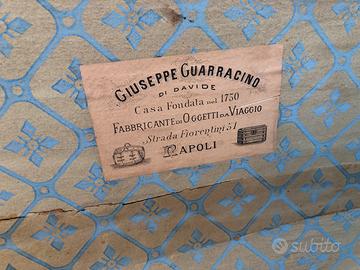 GIUSEPPE GUARRACINO
DI DAVIDE
Casa Fondata nel 1750
FABBRICANTE DI OGGETTI DA VIAGGIO
Strada Fiorentini 51
NAPOLI
subito